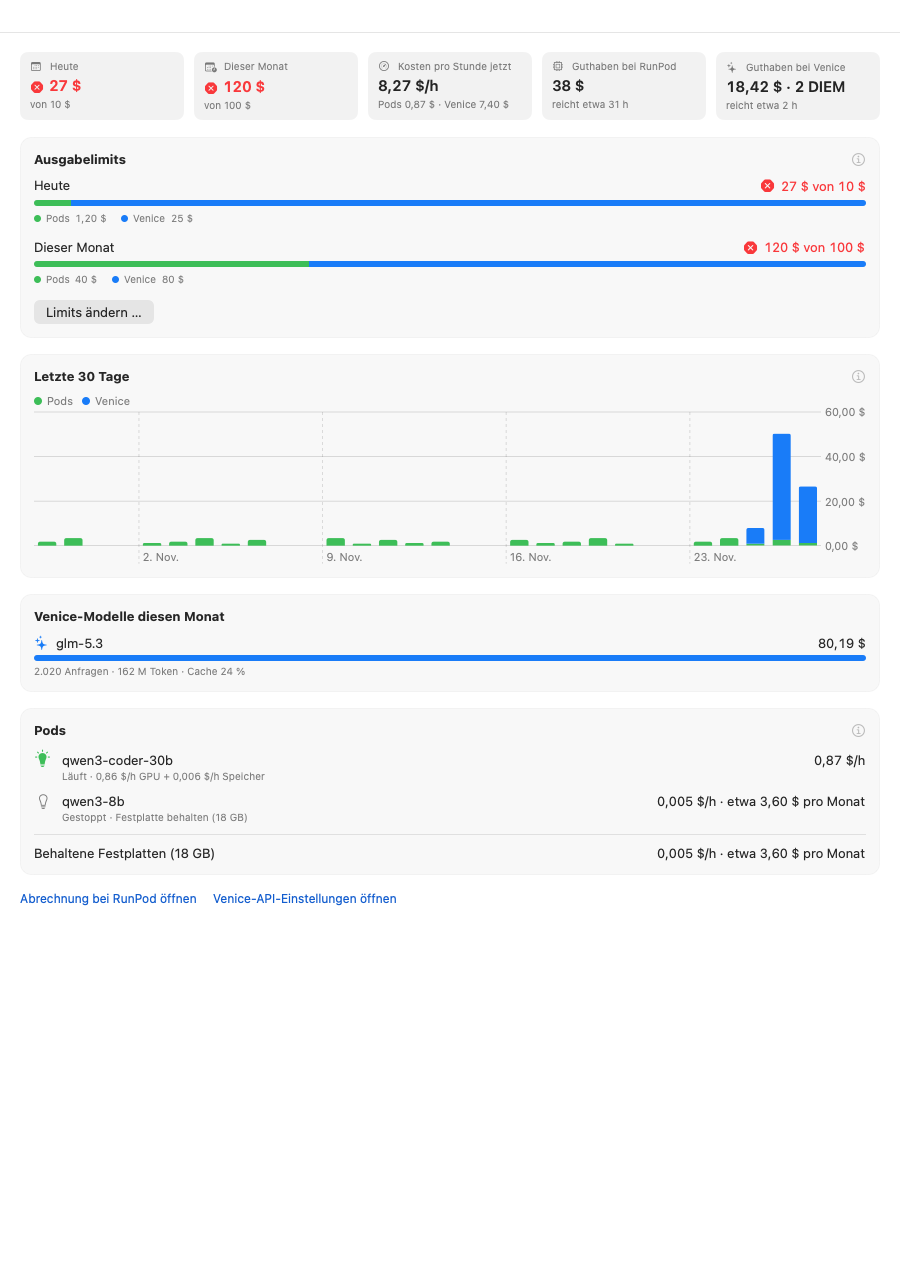 Heute
27 $
von 10 $
Dieser Monat
120 $
von 100 $
Kosten pro Stunde jetzt
8,27 $/h
Pods 0,87 $ · Venice 7,40 $
Guthaben bei RunPod
38 $
reicht etwa 31 h
Guthaben bei Venice
18,42 $ · 2 DIEM
reicht etwa 2 h
Ausgabelimits
Heute 27 $ von 10 $
Pods 1,20 $ Venice 25 $
Dieser Monat 120 $ von 100 $
Pods 40 $ Venice 80 $
Limits ändern ...
Letzte 30 Tage
Pods Venice
60,00 $
40,00 $
20,00 $
0,00 $
2. Nov. 9. Nov. 16. Nov. 23. Nov.
Venice-Modelle diesen Monat
glm-5.3 80,19 $
2.020 Anfragen · 162 M Token · Cache 24 %
Pods
qwen3-coder-30b 0,87 $/h
Läuft · 0,86 $/h GPU + 0,006 $/h Speicher
qwen3-8b 0,005 $/h · etwa 3,60 $ pro Monat
Gestoppt · Festplatte behalten (18 GB)
Behaltene Festplatten (18 GB) 0,005 $/h · etwa 3,60 $ pro Monat
Abrechnung bei RunPod öffnen Venice-API-Einstellungen öffnen